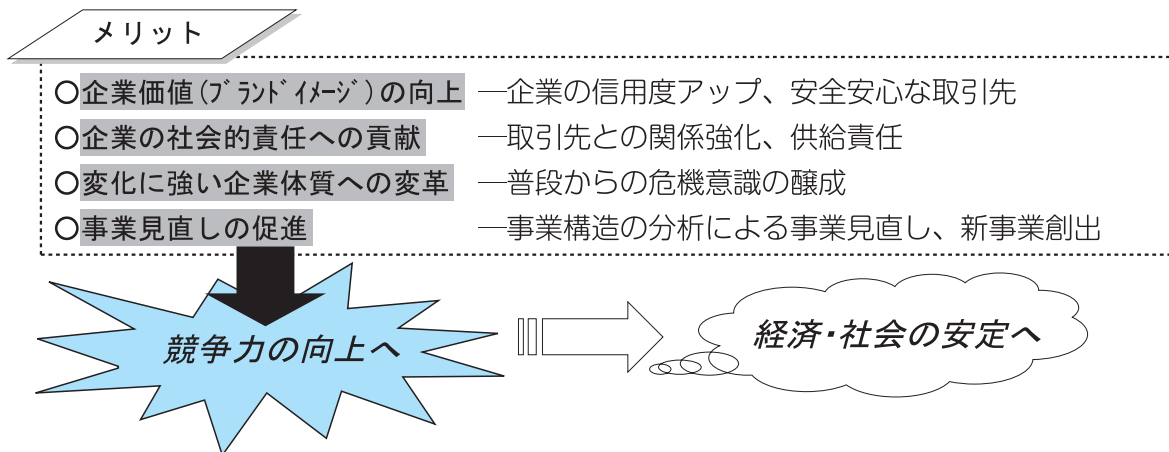 メリット
○企業価値(ﾌﾞﾗﾝﾄﾞｲﾒｰｼﾞ)の向上 ―企業の信用度アップ、安全安心な取引先
○企業の社会的責任への貢献 ―取引先との関係強化、供給責任
○変化に強い企業体質への変革 ―普段からの危機意識の醸成
○事業見直しの促進 ―事業構造の分析による事業見直し、新事業創出
競争力の向上へ
経済・社会の安定へ